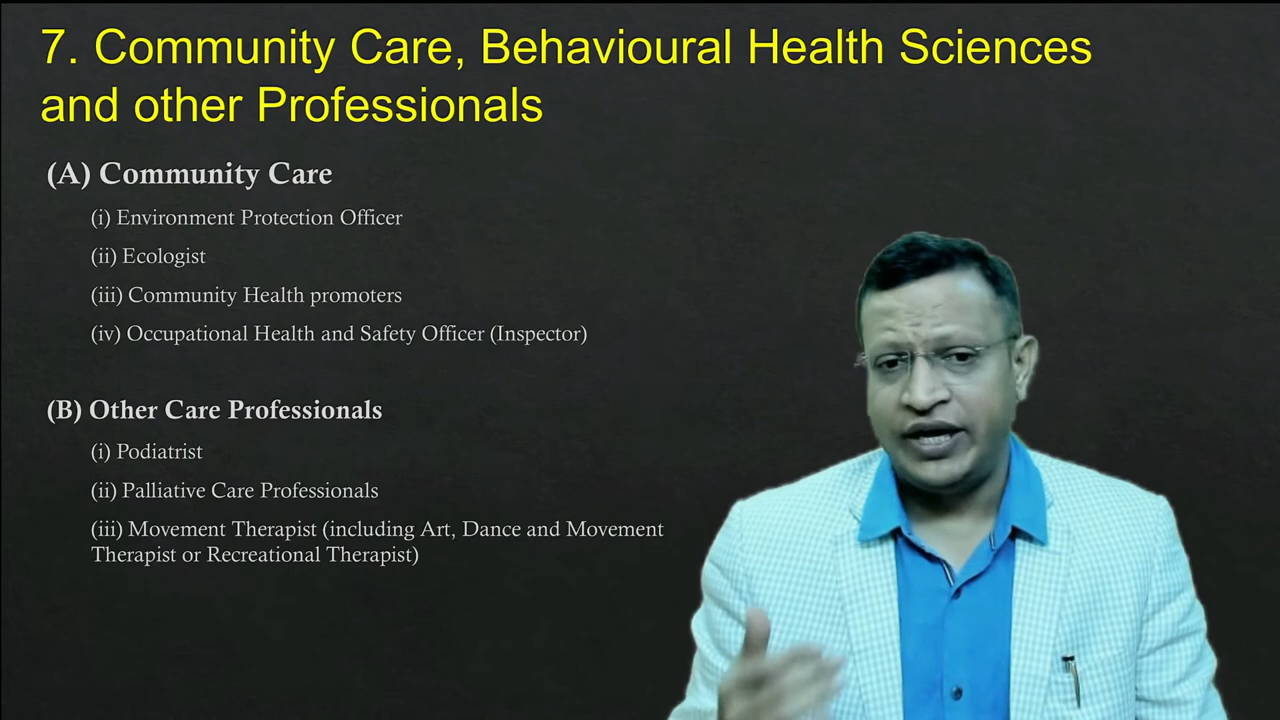 7. Community Care, Behavioural Health Sciences
and other Professionals
(A) Community Care
(i) Environment Protection Officer
(ii) Ecologist
(iii) Community Health promoters
(iv) Occupational Health and Safety Officer (Inspector)
(B) Other Care Professionals
(i) Podiatrist
(ii) Palliative Care Professionals
(iii) Movement Therapist (including Art, Dance and Movement
Therapist or Recreational Therapist)